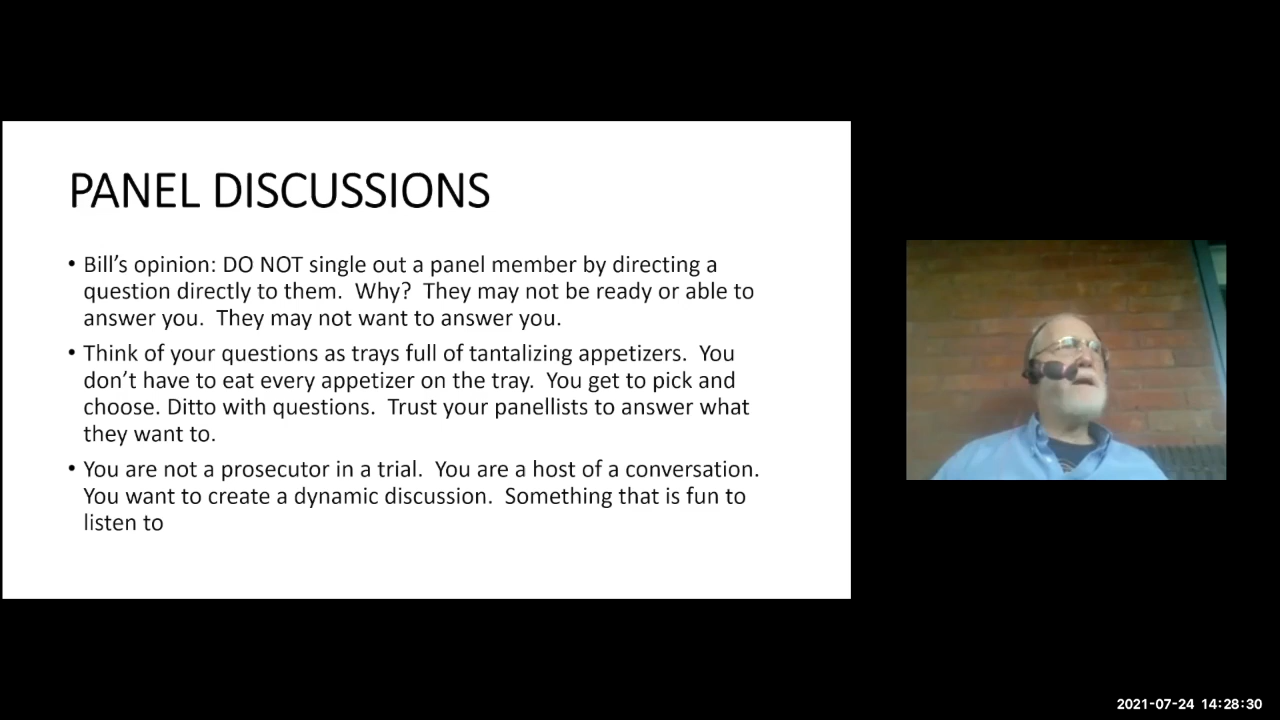 PANEL DISCUSSIONS
• Bill’s opinion: DO NOT single out a panel member by directing a
question directly to them.  Why?  They may not be ready or able to
answer you.  They may not want to answer you.
• Think of your questions as trays full of tantalizing appetizers.  You
don’t have to eat every appetizer on the tray.  You get to pick and
choose. Ditto with questions.  Trust your panellists to answer what
they want to.
• You are not a prosecutor in a trial.  You are a host of a conversation.
You want to create a dynamic discussion.  Something that is fun to
listen to
2021-07-24 14:28:30